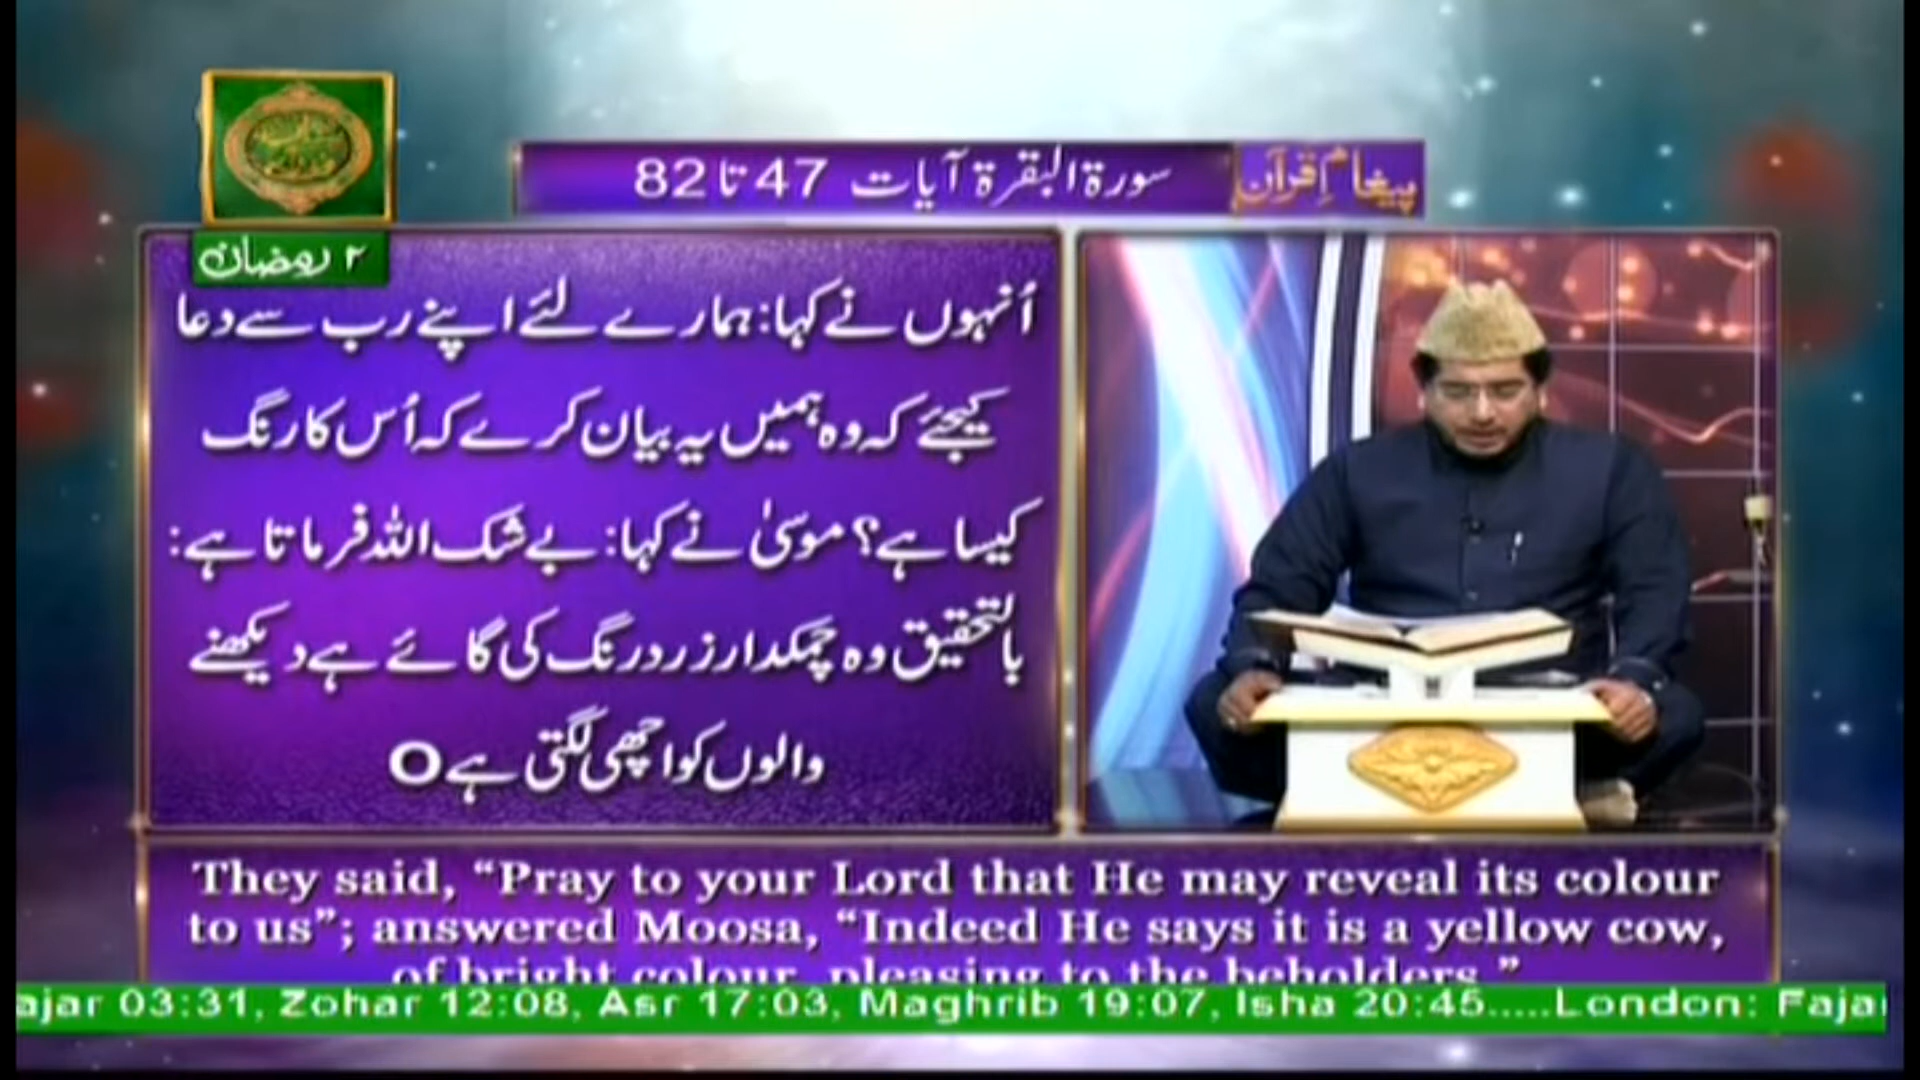 پیغامِ قرآن
سورۃ البقرۃ آیات 47 تا 82
۲ رمضان
اُنہوں نے کہا: ہمارے لئے اپنے رب سے دعا
کیجئے کہ وہ ہمیں یہ بیان کرے کہ اُس کا رنگ
کیسا ہے؟ موسیٰ نے کہا: بے شک اللہ فرماتا ہے:
بالتحقیق وہ چمکدار زرد رنگ کی گائے ہے دیکھنے
والوں کو اچھی لگتی ہے O
They said, “Pray to your Lord that He may reveal its colour
to us”; answered Moosa, “Indeed He says it is a yellow cow,
of bright colour, pleasing to the beholders.”
ajar 03:31, Zohar 12:08, Asr 17:03, Maghrib 19:07, Isha 20:45.....London: Faja